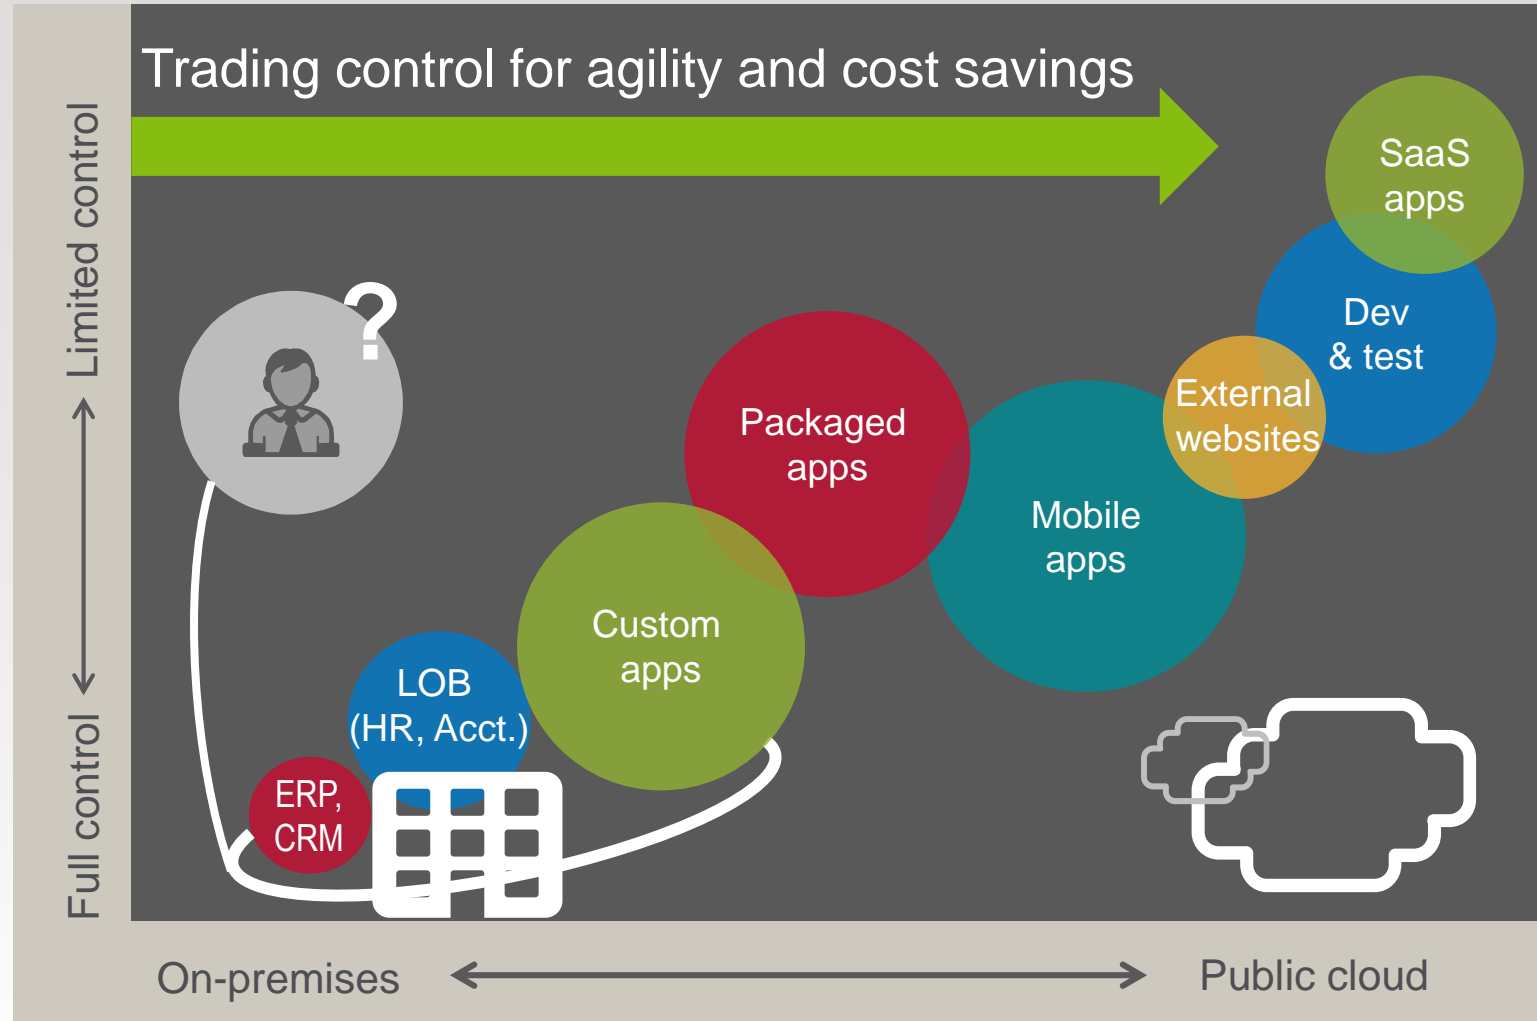 Trading control for agility and cost savings
Limited control
Full control
?
SaaS
apps
Dev
& test
External
websites
Packaged
apps
Mobile
apps
Custom
apps
LOB
(HR, Acct.)
ERP,
CRM
On-premises
Public cloud